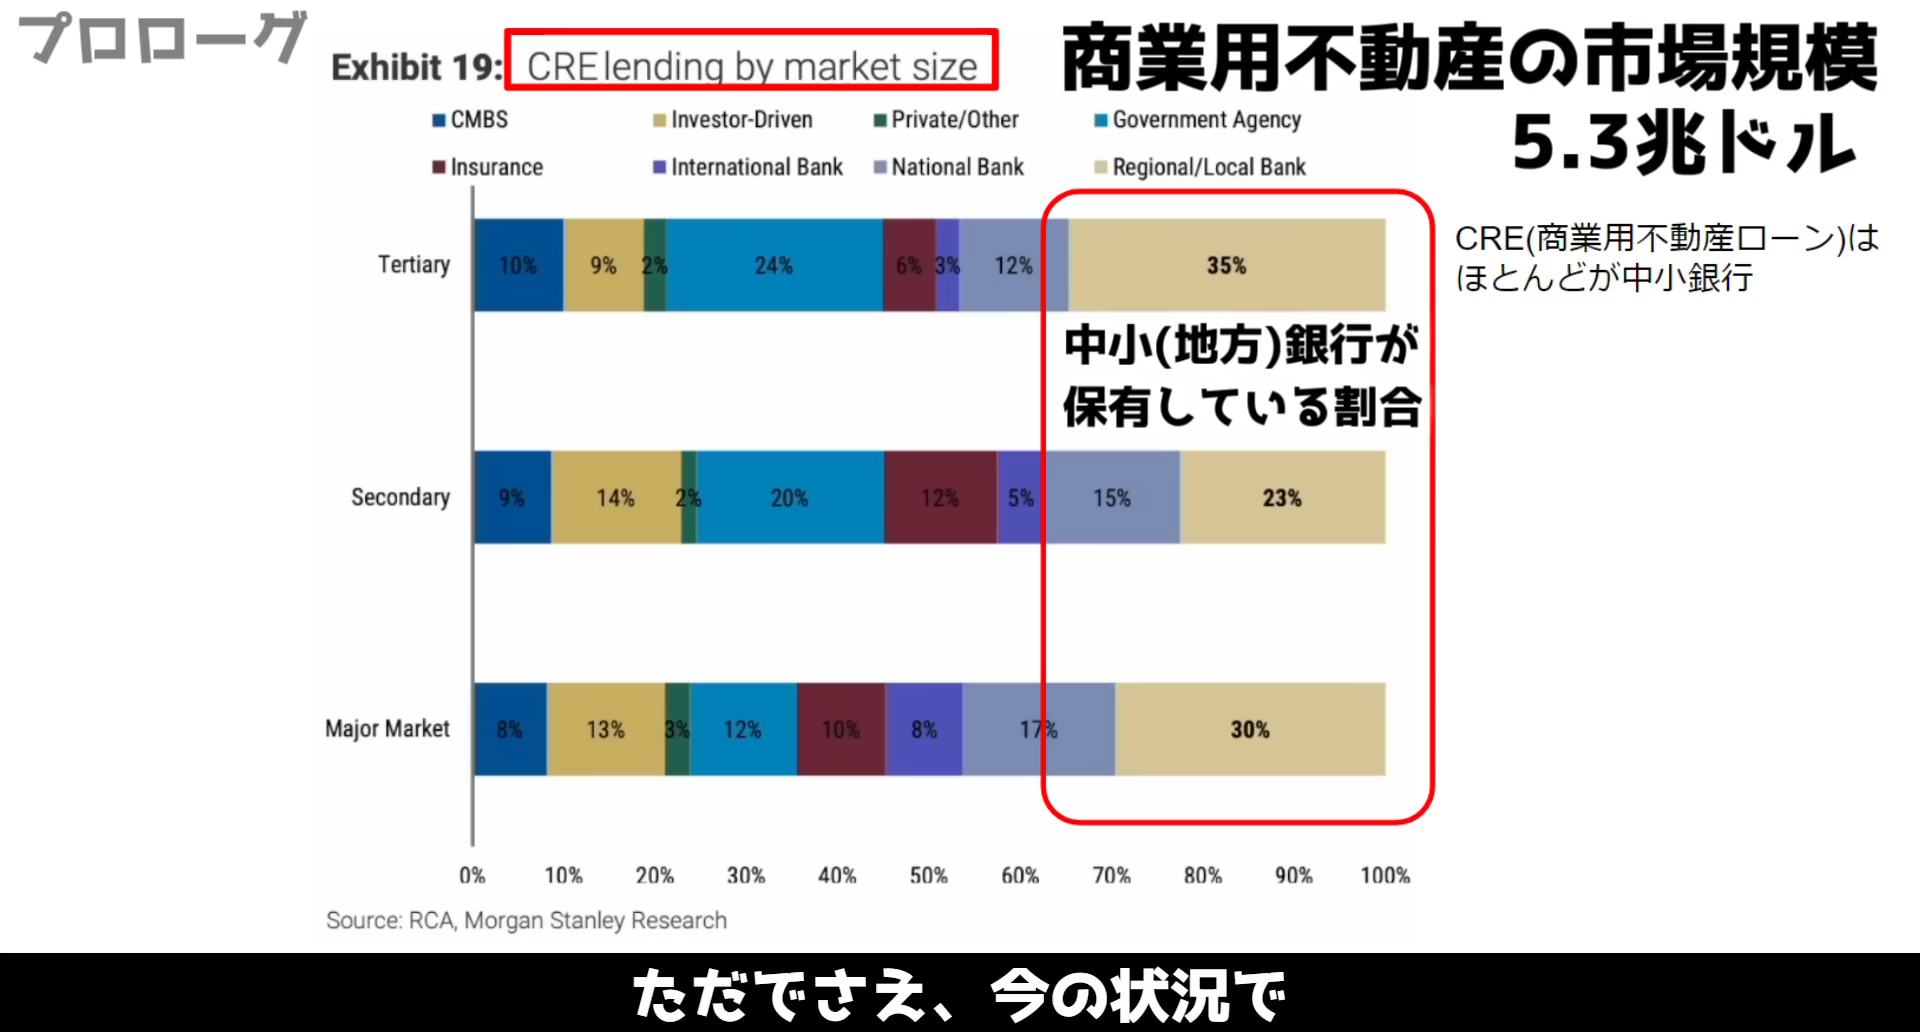 プロローグ
Exhibit 19: CRE lending by market size
商業用不動産の市場規模
5.3兆ドル
CMBS Investor-Driven Private/Other Government Agency
Insurance International Bank National Bank Regional/Local Bank
CRE(商業用不動産ローン)は
ほとんどが中小銀行
Tertiary 10% 9% 2% 24% 6% 3% 12% 35%
中小(地方)銀行が
保有している割合
Secondary 9% 14% 2% 20% 12% 5% 15% 23%
Major Market 8% 13% 3% 12% 10% 8% 17% 30%
0% 10% 20% 30% 40% 50% 60% 70% 80% 90% 100%
Source: RCA, Morgan Stanley Research
ただでさえ、今の状況で